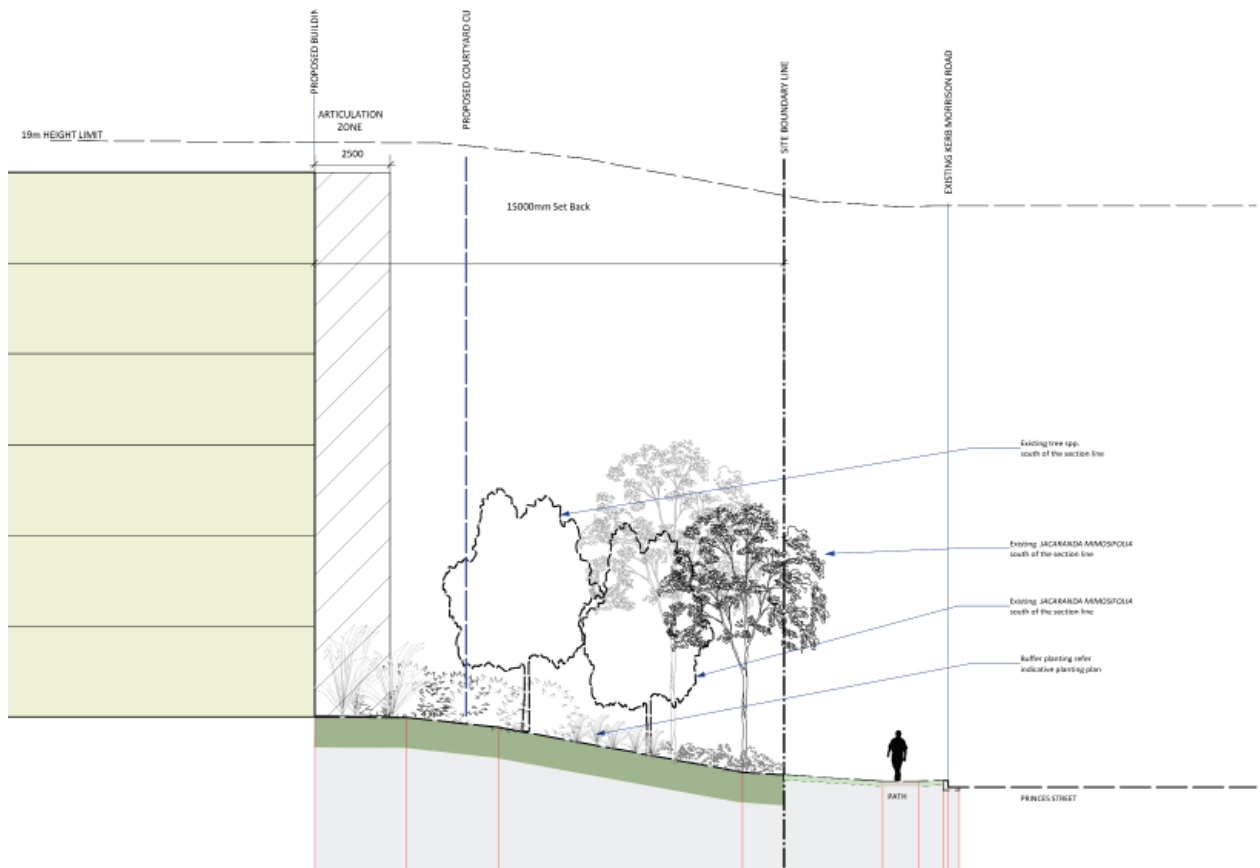 PROPOSED BUILDIN
PROPOSED COURTYARD CU
SITE BOUNDARY LINE
EXISTING KERB MORRISON ROAD
19m HEIGHT LIMIT
ARTICULATION
ZONE
2500
15000mm Set Back
Existing tree spp.
south of the section line
Existing JACARANDA MIMOSIFOLIA
south of the section line
Existing JACARANDA MIMOSIFOLIA
south of the section line
Buffer planting refer
indicative planting plan
PATH
PRINCES STREET